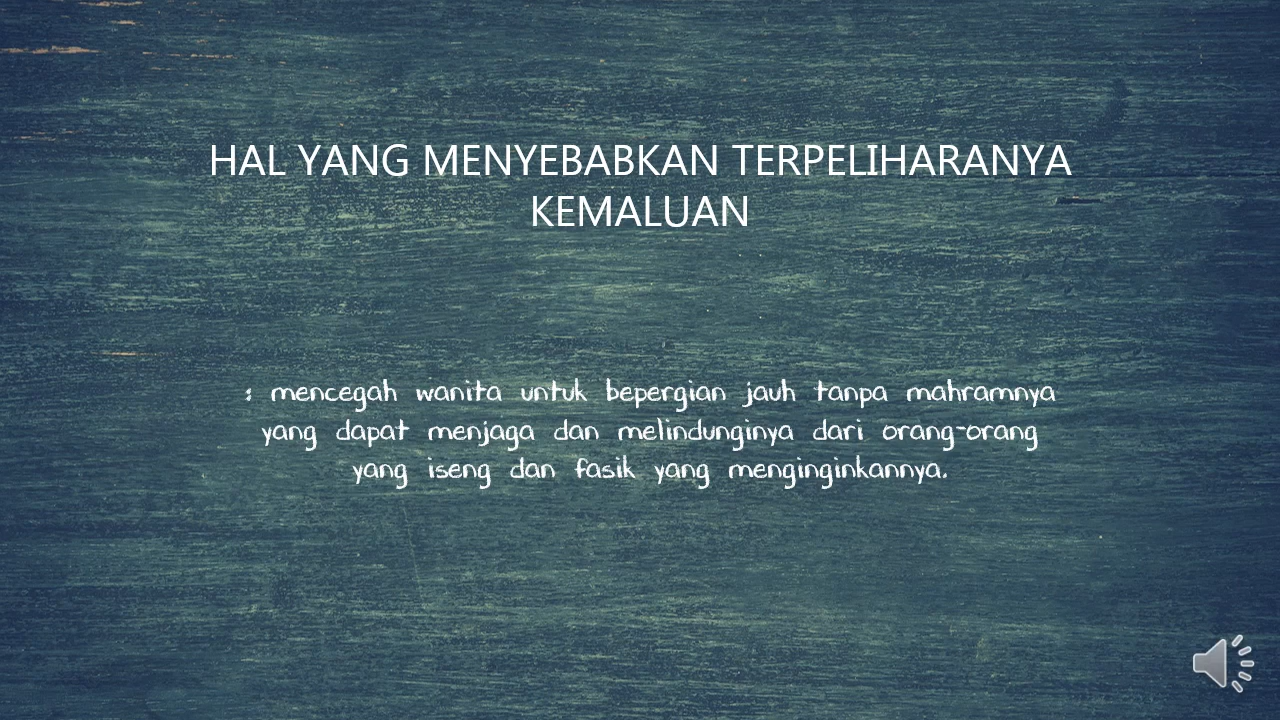 HAL YANG MENYEBABKAN TERPELIHARANYA
KEMALUAN
: mencegah wanita untuk bepergian jauh tanpa mahramnya
yang dapat menjaga dan melindunginya dari orang-orang
yang iseng dan fasik yang menginginkannya.